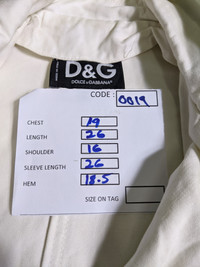 D&G
DOLCE & GABBANA
CODE : 0019
CHEST 19
LENGTH 26
SHOULDER 16
SLEEVE LENGTH 26
HEM 18.5
SIZE ON TAG